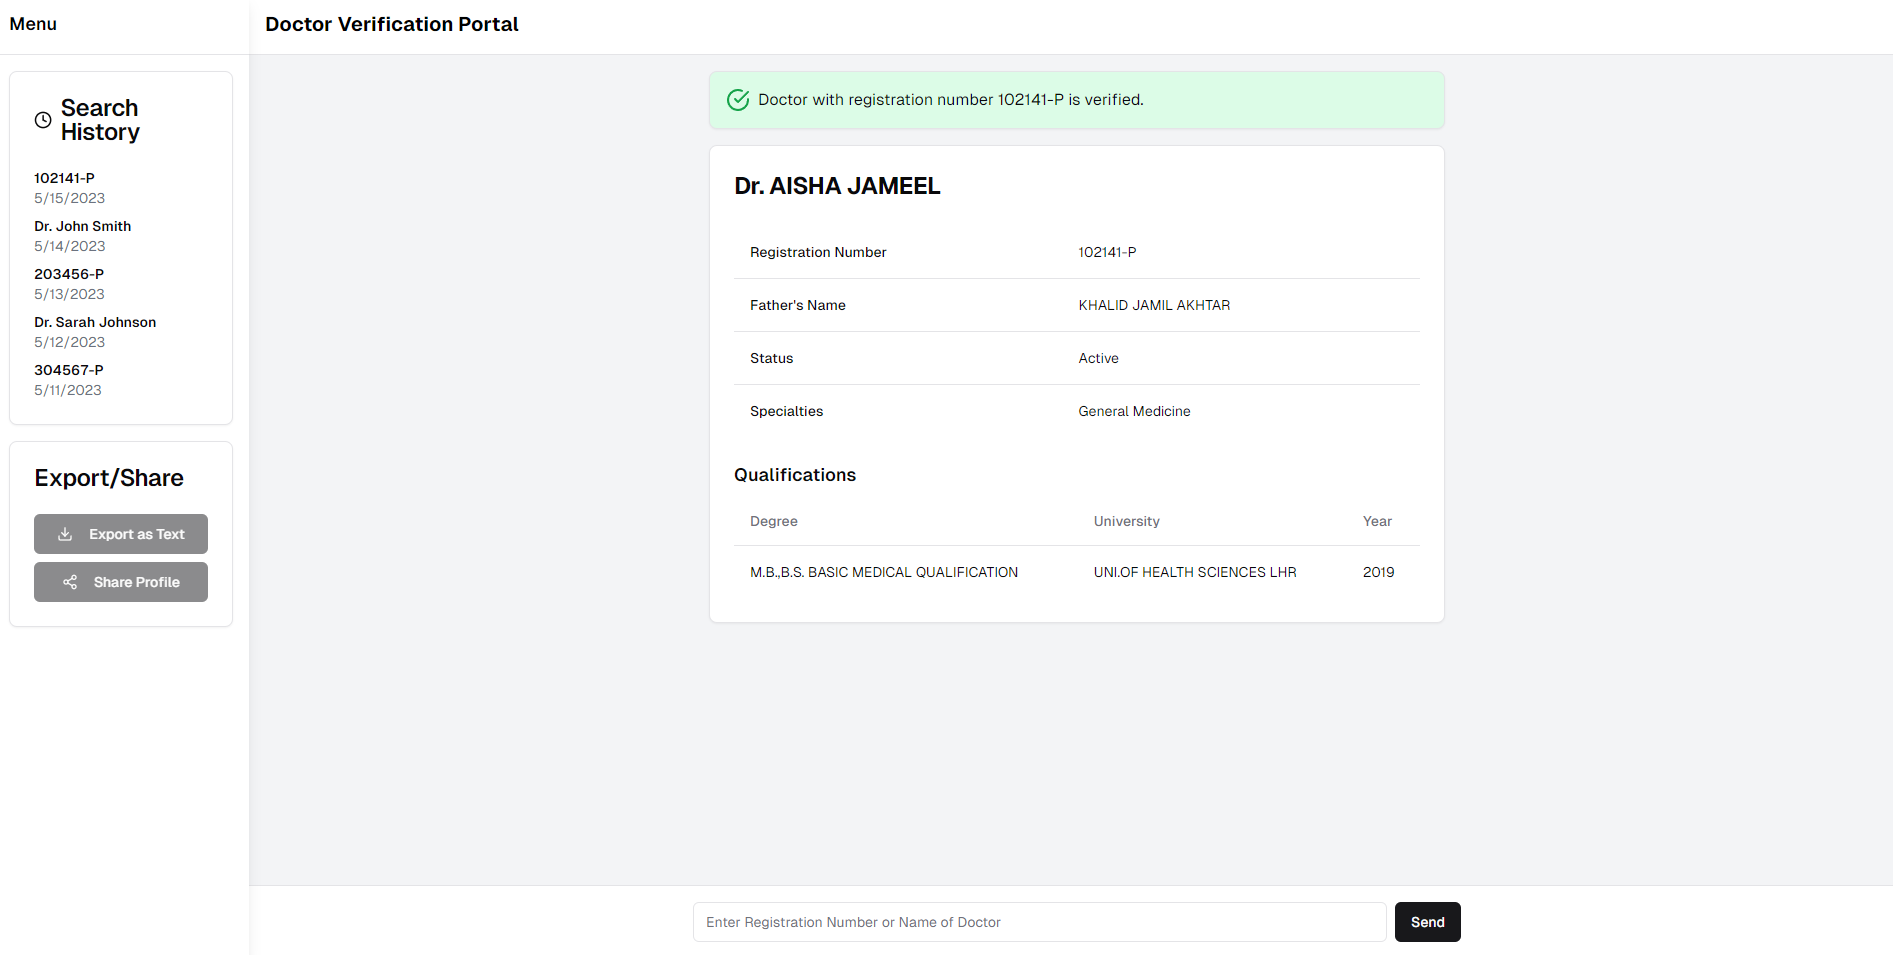 Menu
Doctor Verification Portal
Search
History
102141-P
5/15/2023
Dr. John Smith
5/14/2023
203456-P
5/13/2023
Dr. Sarah Johnson
5/12/2023
304567-P
5/11/2023
Export/Share
Export as Text
Share Profile
Doctor with registration number 102141-P is verified.
Dr. AISHA JAMEEL
Registration Number 102141-P
Father's Name KHALID JAMIL AKHTAR
Status Active
Specialties General Medicine
Qualifications
Degree University Year
M.B.,B.S. BASIC MEDICAL QUALIFICATION UNI.OF HEALTH SCIENCES LHR 2019
Enter Registration Number or Name of Doctor Send